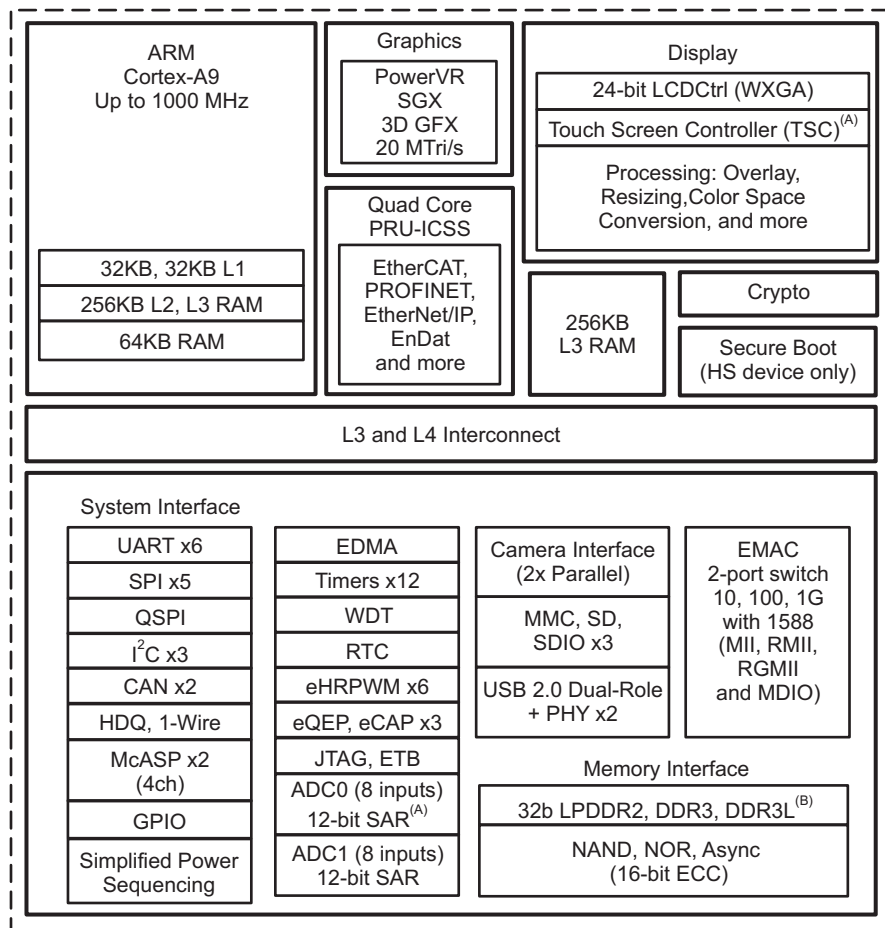 ARM
Cortex-A9
Up to 1000 MHz
32KB, 32KB L1
256KB L2, L3 RAM
64KB RAM
Graphics
PowerVR
SGX
3D GFX
20 MTri/s
Quad Core
PRU-ICSS
EtherCAT,
PROFINET,
EtherNet/IP,
EnDat
and more
Display
24-bit LCDCtrl (WXGA)
Touch Screen Controller (TSC)(A)
Processing: Overlay,
Resizing,Color Space
Conversion, and more
256KB
L3 RAM
Crypto
Secure Boot
(HS device only)
L3 and L4 Interconnect
System Interface
UART x6
SPI x5
QSPI
I2C x3
CAN x2
HDQ, 1-Wire
McASP x2
(4ch)
GPIO
Simplified Power
Sequencing
EDMA
Timers x12
WDT
RTC
eHRPWM x6
eQEP, eCAP x3
JTAG, ETB
ADC0 (8 inputs)
12-bit SAR(A)
ADC1 (8 inputs)
12-bit SAR
Camera Interface
(2x Parallel)
MMC, SD,
SDIO x3
USB 2.0 Dual-Role
+ PHY x2
EMAC
2-port switch
10, 100, 1G
with 1588
(MII, RMII,
RGMII
and MDIO)
Memory Interface
32b LPDDR2, DDR3, DDR3L(B)
NAND, NOR, Async
(16-bit ECC)